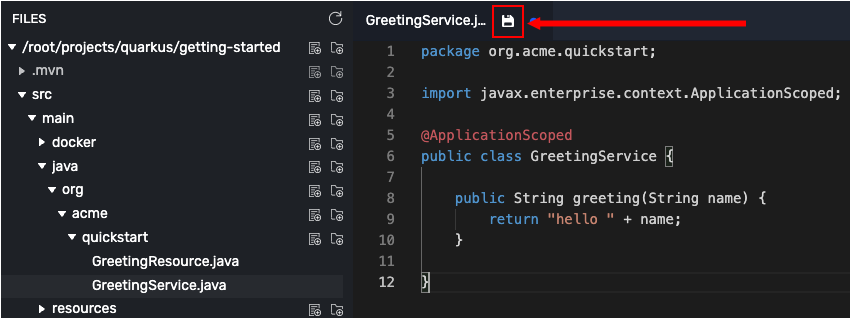 FILES
/root/projects/quarkus/getting-started
.mvn
src
main
docker
java
org
acme
quickstart
GreetingResource.java
GreetingService.java
resources
GreetingService.j...
1 package org.acme.quickstart;
2
3 import javax.enterprise.context.ApplicationScoped;
4
5 @ApplicationScoped
6 public class GreetingService {
7
8     public String greeting(String name) {
9         return "hello " + name;
10     }
11
12 }